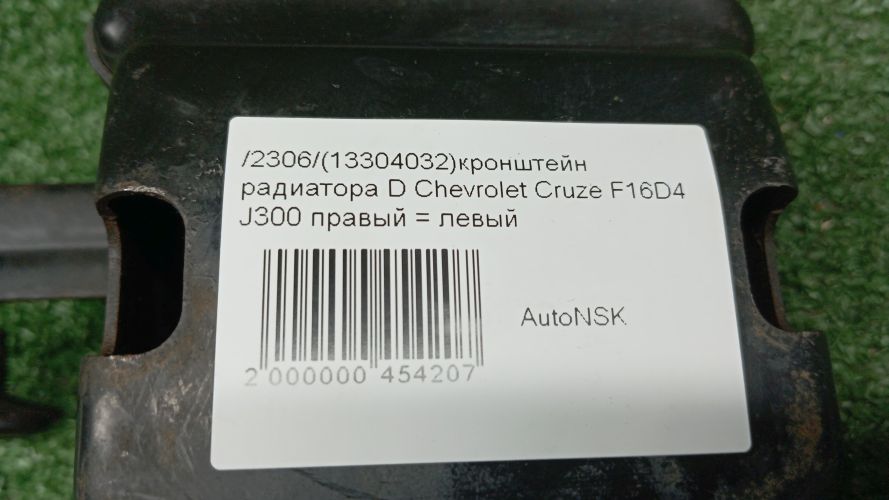 /2306/(13304032)кронштейн
радиатора D Chevrolet Cruze F16D4
J300 правый = левый
AutoNSK
2 000000 454207